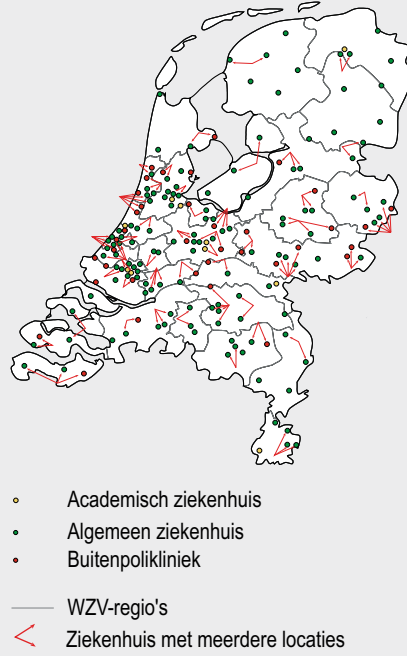 Academisch ziekenhuis
Algemeen ziekenhuis
Buitenpolikliniek
WZV-regio's
Ziekenhuis met meerdere locaties